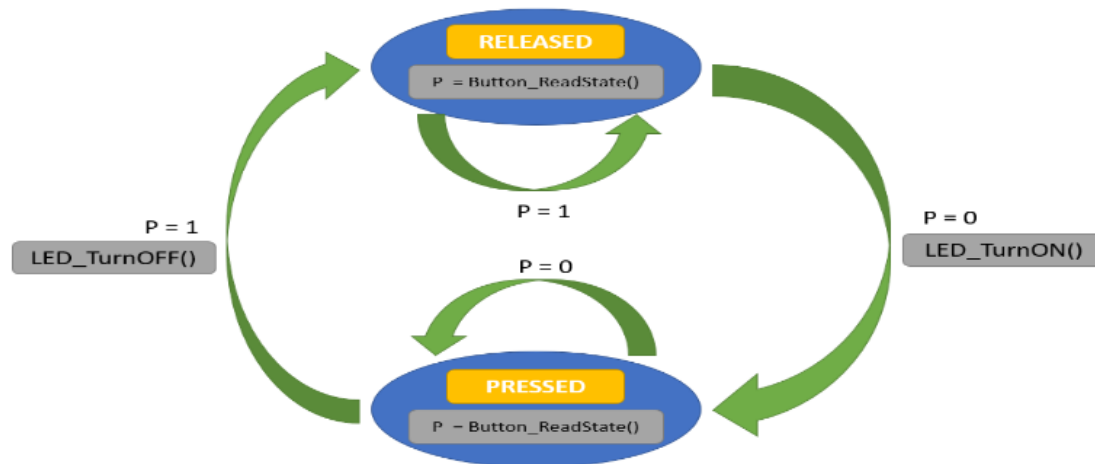 RELEASED
P = Button_ReadState()
P = 1
P = 1
LED_TurnOFF()
P = 0
LED_TurnON()
P = 0
PRESSED
P = Button_ReadState()